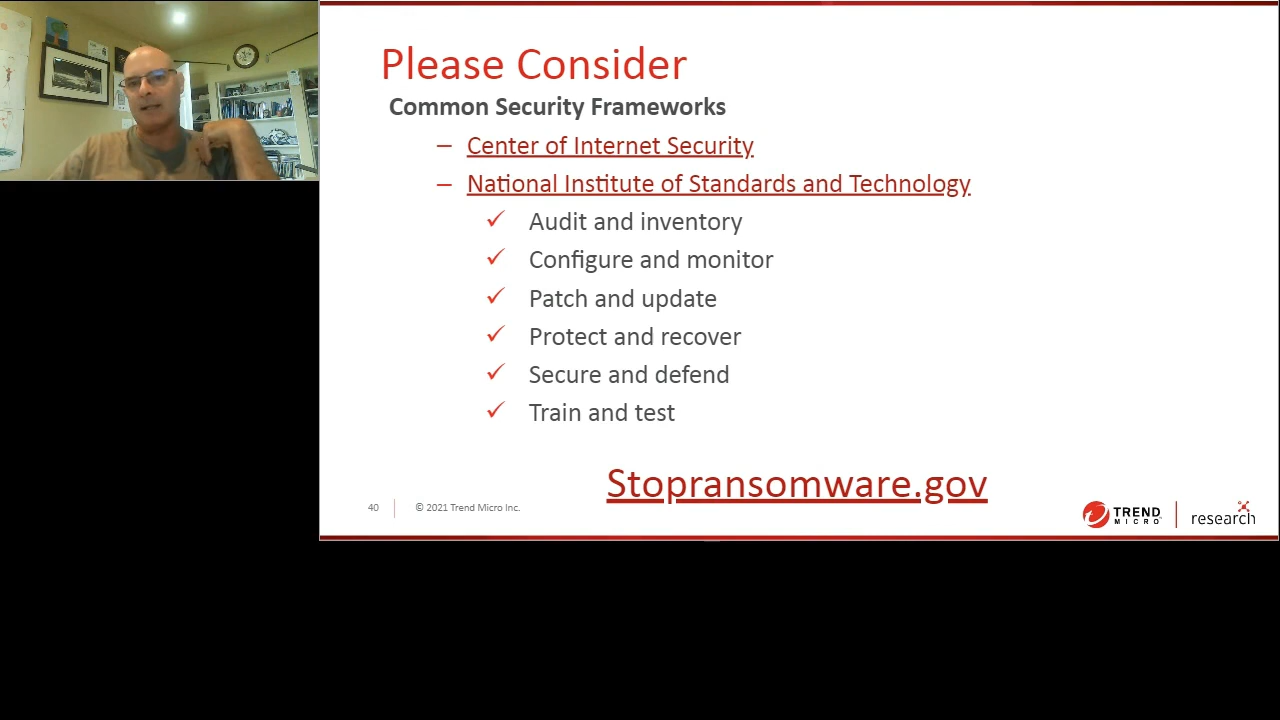 Please Consider
Common Security Frameworks
– Center of Internet Security
– National Institute of Standards and Technology
✓ Audit and inventory
✓ Configure and monitor
✓ Patch and update
✓ Protect and recover
✓ Secure and defend
✓ Train and test
Stopransomware.gov
40
© 2021 Trend Micro Inc.
TREND
MICRO
research